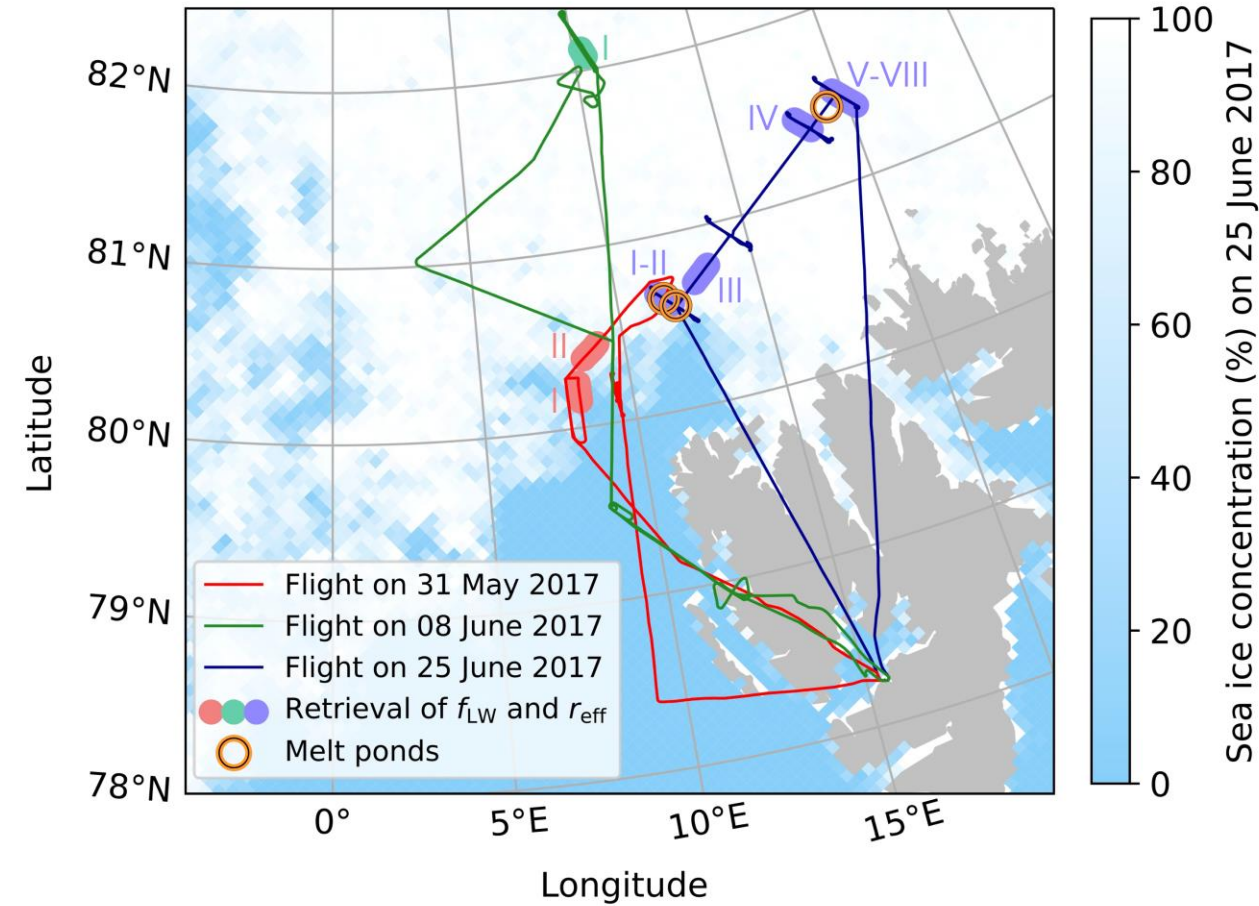 82°N
81°N
80°N
79°N
78°N
Latitude
0°
5°E
10°E
15°E
Longitude
I
V-VIII
IV
I-II
III
II
I
Flight on 31 May 2017
Flight on 08 June 2017
Flight on 25 June 2017
Retrieval of fLW and reff
Melt ponds
100
80
60
40
20
0
Sea ice concentration (%) on 25 June 2017